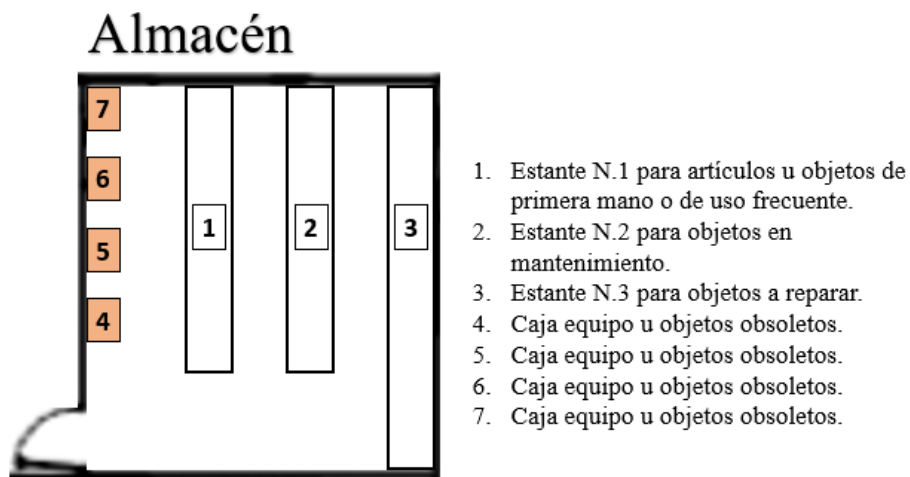 Almacén
7
6
5
4
1
2
3
1. Estante N.1 para artículos u objetos de
primera mano o de uso frecuente.
2. Estante N.2 para objetos en
mantenimiento.
3. Estante N.3 para objetos a reparar.
4. Caja equipo u objetos obsoletos.
5. Caja equipo u objetos obsoletos.
6. Caja equipo u objetos obsoletos.
7. Caja equipo u objetos obsoletos.